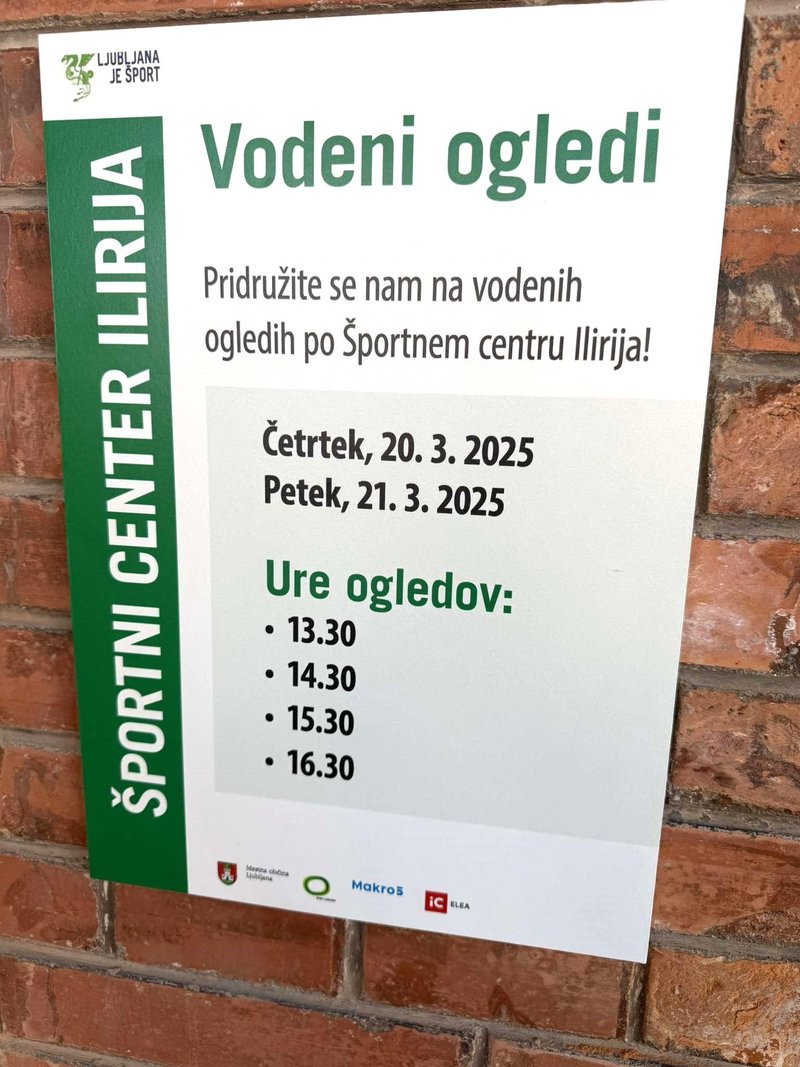 LJUBLJANA
JE ŠPORT
ŠPORTNI CENTER ILIRIJA
Vodeni ogledi
Pridružite se nam na vodenih
ogledih po Športnem centru Ilirija!
Četrtek, 20. 3. 2025
Petek, 21. 3. 2025
Ure ogledov:
• 13.30
• 14.30
• 15.30
• 16.30
Mestna občina
Ljubljana
Makro5
iC ELEA